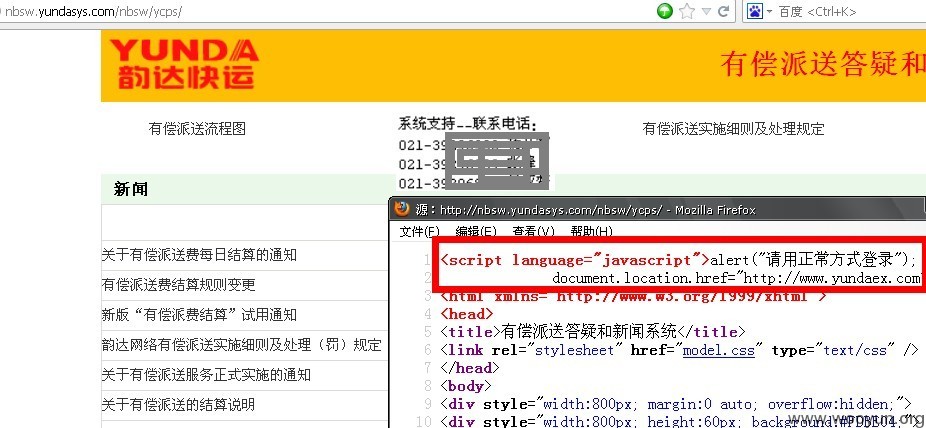 nbsw.yundasys.com/nbsw/ycps/
百度 <Ctrl+K>
YUNDA
韵达快运
有偿派送答疑和
有偿派送流程图
系统支持--联系电话:
有偿派送实施细则及处理规定
021-39
021-39
021-39
新闻
关于有偿派送费每日结算的通知
有偿派送费结算规则变更
新版“有偿派费结算”试用通知
韵达网络有偿派送实施细则及处理（罚）规定
关于有偿派送服务正式实施的通知
关于有偿派送的结算说明
源: http://nbsw.yundasys.com/nbsw/ycps/ - Mozilla Firefox
文件(F) 编辑(E) 查看(V) 帮助(H)
1 <script language="javascript">alert("请用正常方式登录");
2 document.location.href="http://www.yundaex.com
3 <html xmlns="http://www.w3.org/1999/xhtml">
4 <head>
5 <title>有偿派送答疑和新闻系统</title>
6 <link rel="stylesheet" href="model.css" type="text/css" />
7 </head>
8 <body>
9 <div style="width:800px; margin:0 auto; overflow:hidden;">
10 <div style="width:800px; height:60px; background:#FDB504;">
www.wooyun.org